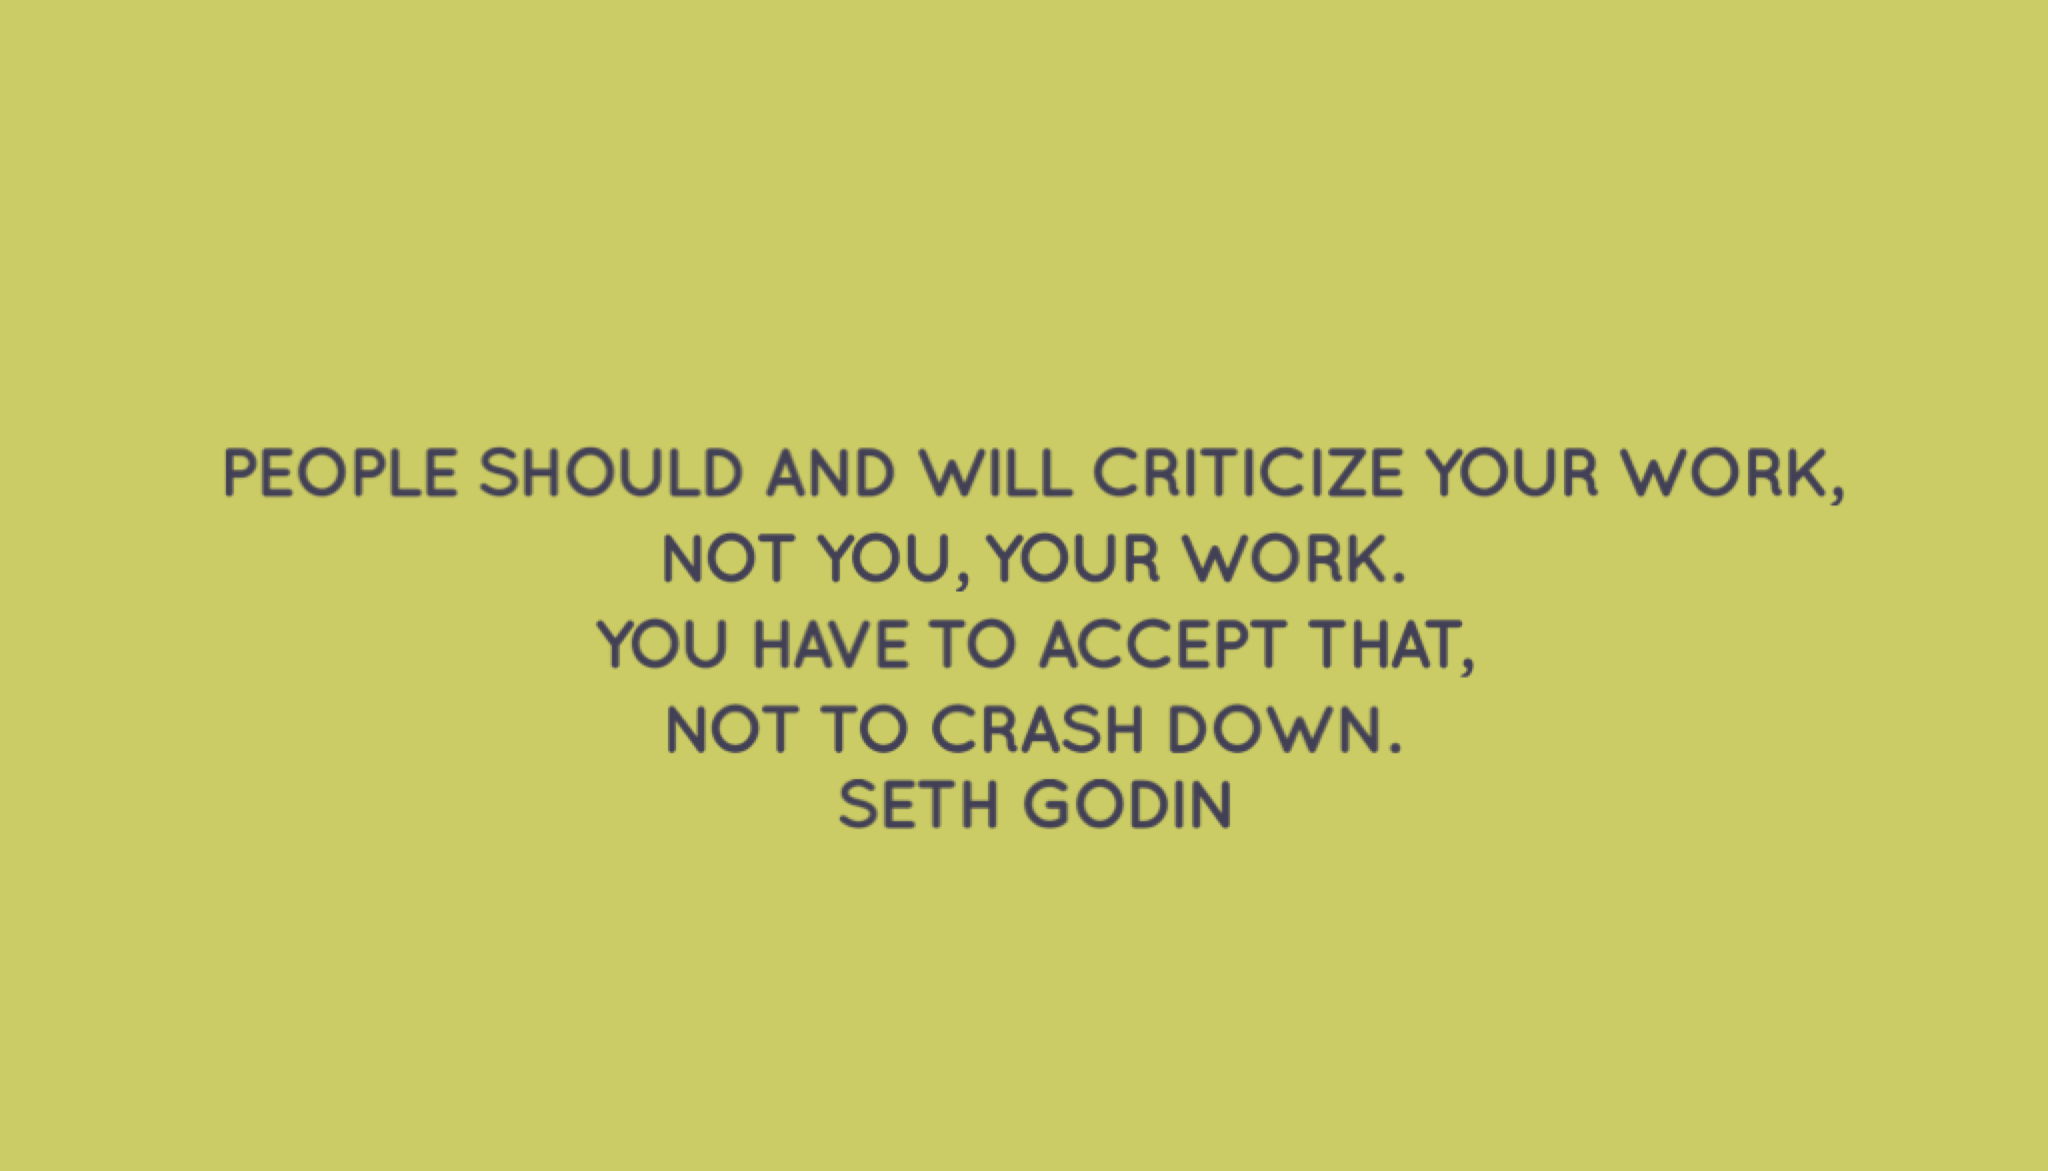 PEOPLE SHOULD AND WILL CRITICIZE YOUR WORK,
NOT YOU, YOUR WORK.
YOU HAVE TO ACCEPT THAT,
NOT TO CRASH DOWN.
SETH GODIN